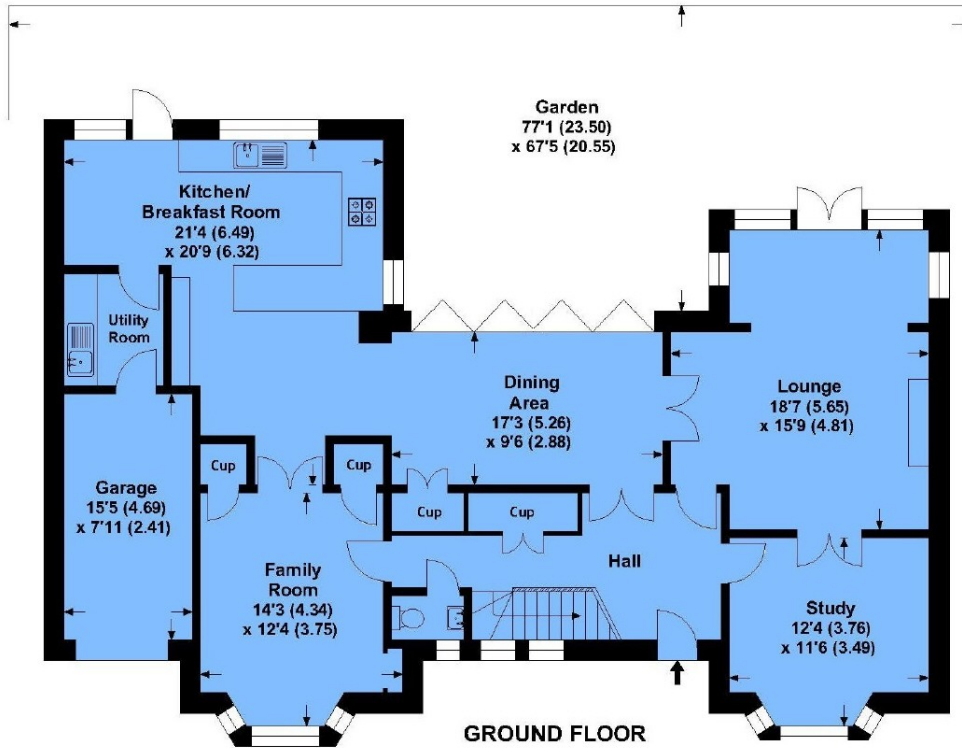 Garden
77'1 (23.50)
x 67'5 (20.55)
Kitchen/
Breakfast Room
21'4 (6.49)
x 20'9 (6.32)
Utility
Room
Dining
Area
17'3 (5.26)
x 9'6 (2.88)
Lounge
18'7 (5.65)
x 15'9 (4.81)
Cup
Cup
Cup
Cup
Garage
15'5 (4.69)
x 7'11 (2.41)
Family
Room
14'3 (4.34)
x 12'4 (3.75)
Hall
Study
12'4 (3.76)
x 11'6 (3.49)
GROUND FLOOR